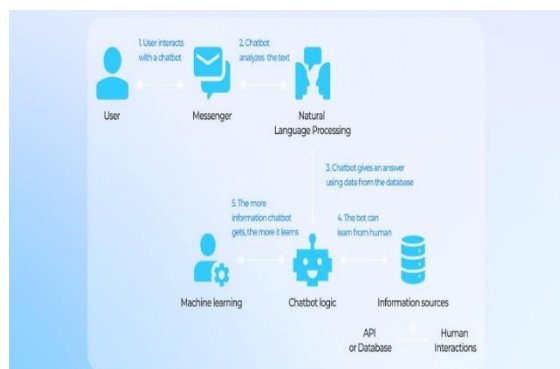 1. User interacts
with a chatbot
2. Chatbot
analyzes the text
User
Messenger
Natural
Language Processing
3. Chatbot gives an answer
using data from the database
5. The more
information chatbot
gets, the more it learns
4. The bot can
learn from human
Machine learning
Chatbot logic
Information sources
API
or Database
Human
Interactions